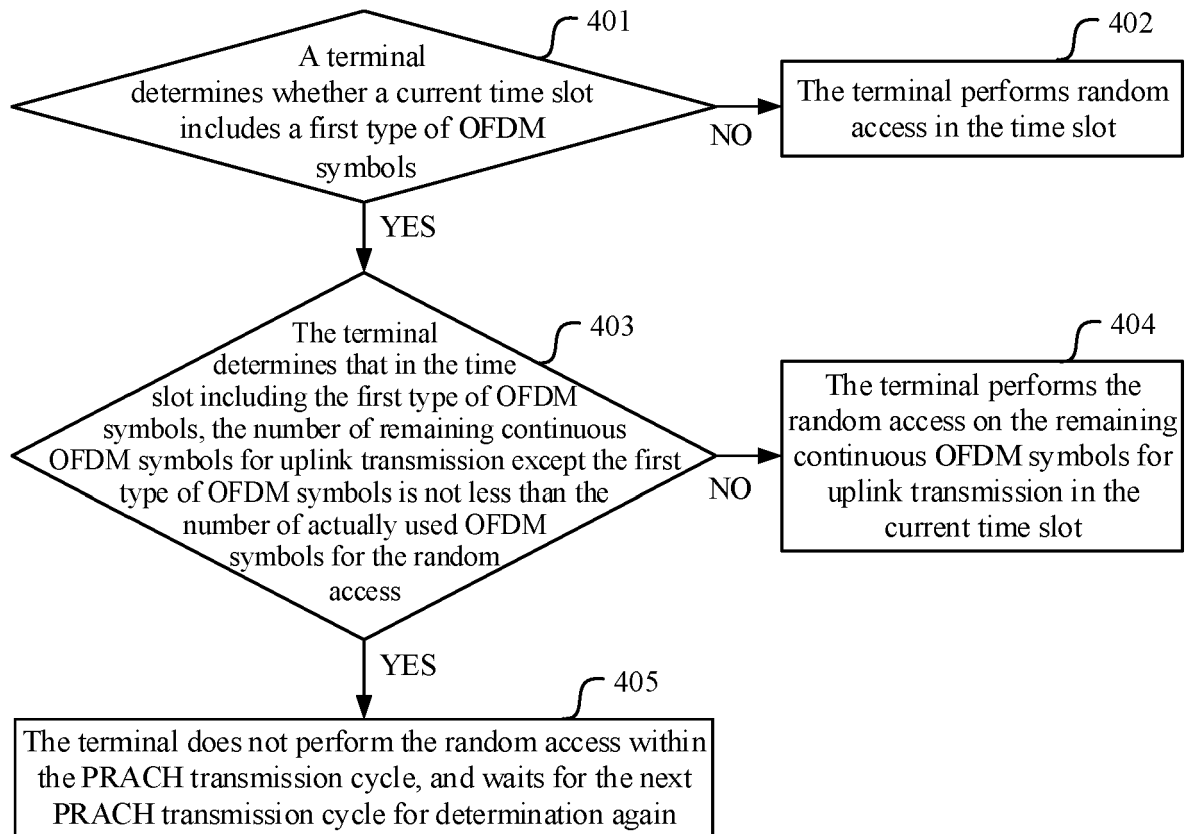 401
A terminal
determines whether a current time slot
includes a first type of OFDM
symbols
NO
402
The terminal performs random
access in the time slot
YES
403
The terminal
determines that in the time
slot including the first type of OFDM
symbols, the number of remaining continuous
OFDM symbols for uplink transmission except the first
type of OFDM symbols is not less than the
number of actually used OFDM
symbols for the random
access
NO
404
The terminal performs the
random access on the remaining
continuous OFDM symbols for
uplink transmission in the
current time slot
YES
405
The terminal does not perform the random access within
the PRACH transmission cycle, and waits for the next
PRACH transmission cycle for determination again